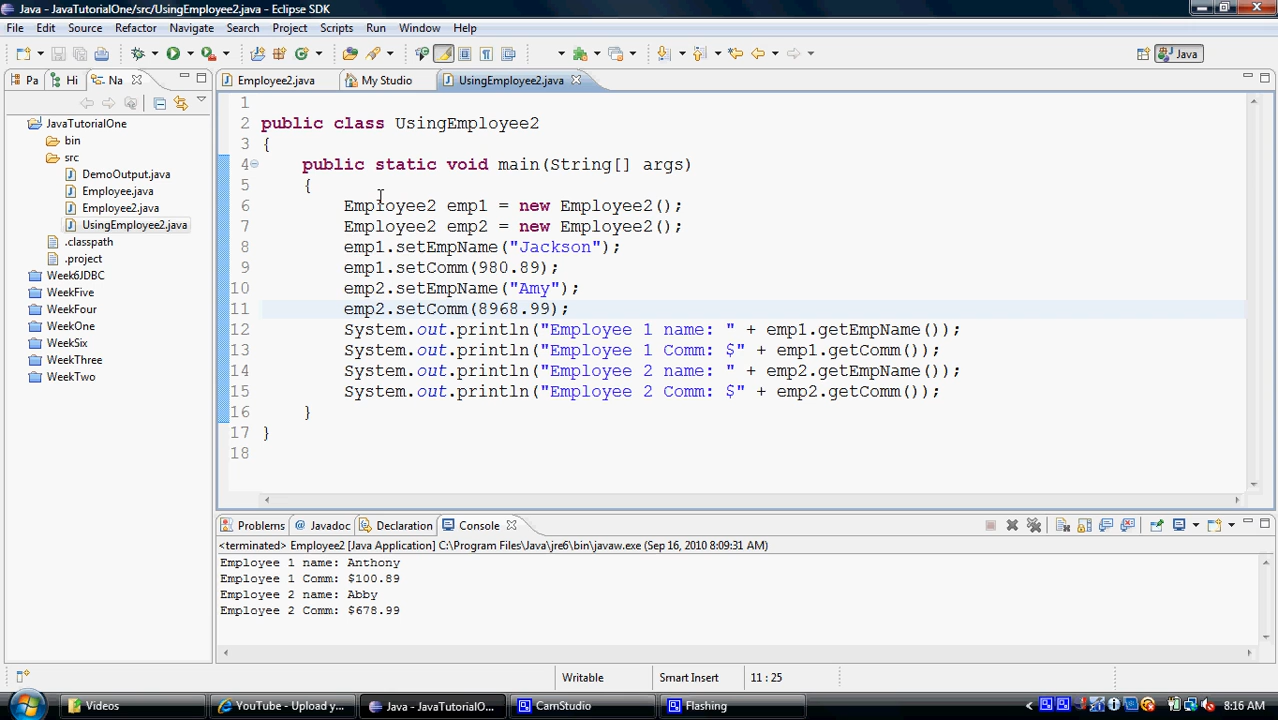 Java - JavaTutorialOne/src/UsingEmployee2.java - Eclipse SDK
File Edit Source Refactor Navigate Search Project Scripts Run Window Help
Java
Pa Hi Na
Employee2.java My Studio UsingEmployee2.java
JavaTutorialOne
bin
src
DemoOutput.java
Employee.java
Employee2.java
UsingEmployee2.java
.classpath
.project
Week6JDBC
WeekFive
WeekFour
WeekOne
WeekSix
WeekThree
WeekTwo
1
2 public class UsingEmployee2
3 {
4 public static void main(String[] args)
5 {
6 Employee2 emp1 = new Employee2();
7 Employee2 emp2 = new Employee2();
8 emp1.setEmpName("Jackson");
9 emp1.setComm(980.89);
10 emp2.setEmpName("Amy");
11 emp2.setComm(8968.99);
12 System.out.println("Employee 1 name: " + emp1.getEmpName());
13 System.out.println("Employee 1 Comm: $" + emp1.getComm());
14 System.out.println("Employee 2 name: " + emp2.getEmpName());
15 System.out.println("Employee 2 Comm: $" + emp2.getComm());
16 }
17 }
18
Problems @ Javadoc Declaration Console
<terminated> Employee2 [Java Application] C:\Program Files\Java\jre6\bin\javaw.exe (Sep 16, 2010 8:09:31 AM)
Employee 1 name: Anthony
Employee 1 Comm: $100.89
Employee 2 name: Abby
Employee 2 Comm: $678.99
Writable Smart Insert 11 : 25
Videos YouTube - Upload y... Java - JavaTutorialO... CamStudio Flashing 8:16 AM